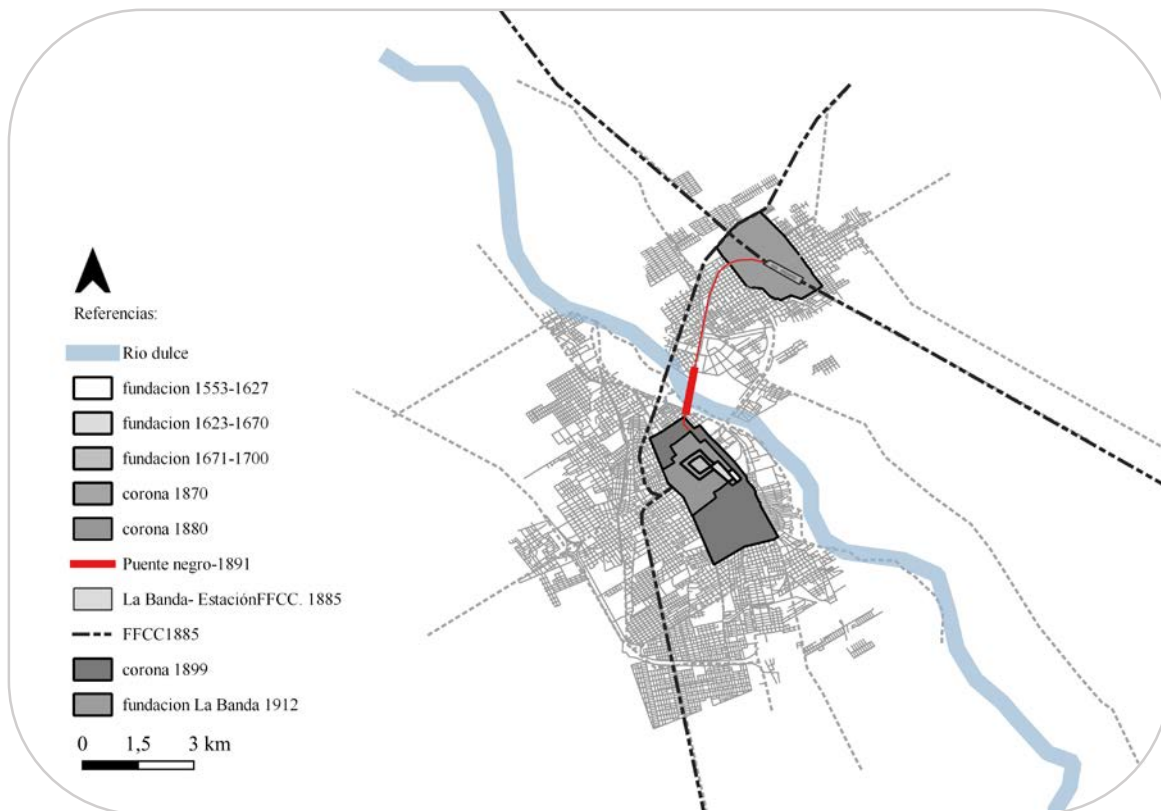 Referencias:
Rio dulce
fundacion 1553-1627
fundacion 1623-1670
fundacion 1671-1700
corona 1870
corona 1880
Puente negro-1891
La Banda- EstaciónFFCC. 1885
FFCC1885
corona 1899
fundacion La Banda 1912
0 1,5 3 km